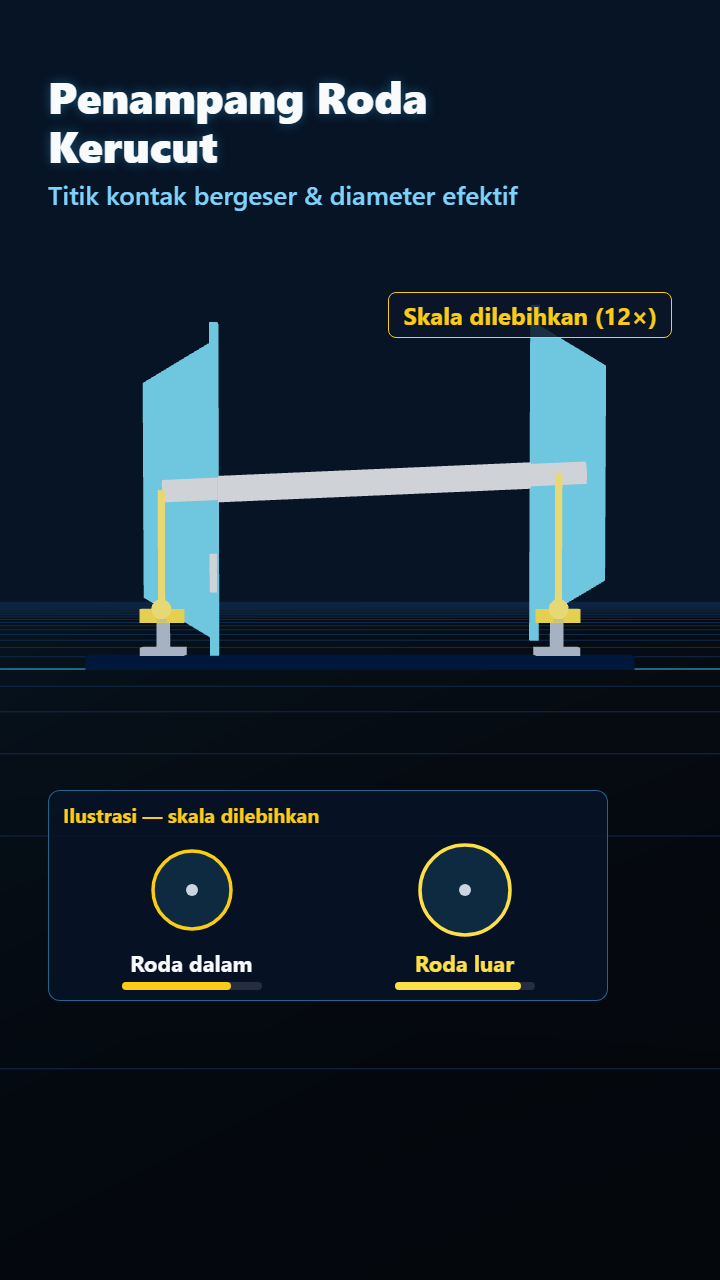 Penampang Roda
Kerucut
Titik kontak bergeser & diameter efektif
Skala dilebihkan (12×)
Ilustrasi — skala dilebihkan
Roda dalam
Roda luar